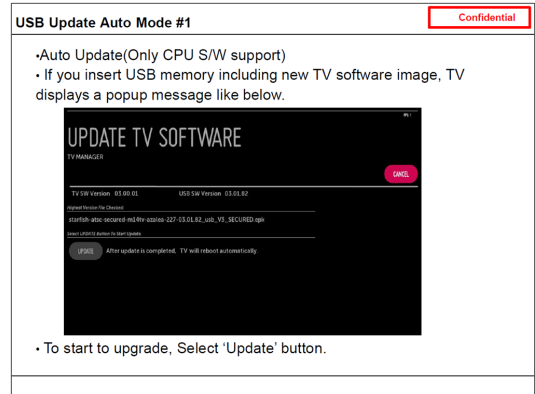 USB Update Auto Mode #1
Confidential
•Auto Update(Only CPU S/W support)
• If you insert USB memory including new TV software image, TV
displays a popup message like below.
UPDATE TV SOFTWARE
TV MANAGER
CANCEL
TV SW Version 03.00.01 USB SW Version 03.01.82
Highest Version File Checked:
starfish-atsc-secured-m14tv-azalea-227-03.01.82_usb_V3_SECURED.epk
Select UPDATE Button To Start Update:
UPDATE After update is completed, TV will reboot automatically.
• To start to upgrade, Select ‘Update’ button.